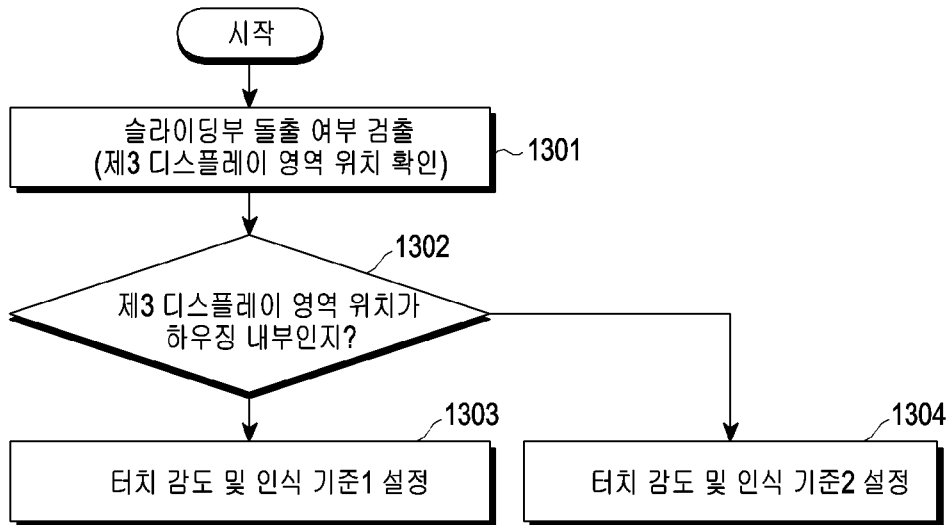 시작
슬라이딩부 돌출 여부 검출
(제3 디스플레이 영역 위치 확인)
1301
1302
제3 디스플레이 영역 위치가
하우징 내부인지?
1303
터치 감도 및 인식 기준1 설정
1304
터치 감도 및 인식 기준2 설정